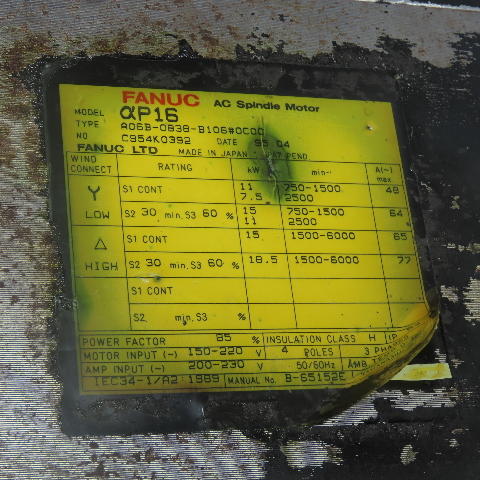 FANUC AC Spindle Motor
MODEL αP16
TYPE A06B-0838-B106#0C00
NO C954K0392 DATE 95.04
FANUC LTD MADE IN JAPAN PAT PEND.
WIND CONNECT RATING kW min- A(~) max
Y LOW S1 CONT 11 750-1500 48
7.5 2500
S2 30 min, S3 60 % 15 750-1500 64
11 2500
△ HIGH S1 CONT 15 1500-6000 65
S2 30 min, S3 60 % 18.5 1500-6000 77
S1 CONT
S2 min, S3 %
POWER FACTOR 85 % INSULATION CLASS H IP
MOTOR INPUT (~) 150-220 V 4 POLES 3 PHASES
AMP INPUT (~) 200-230 V 50/60Hz AMB
IEC34-1/A2: 1989 MANUAL No. B-65152E